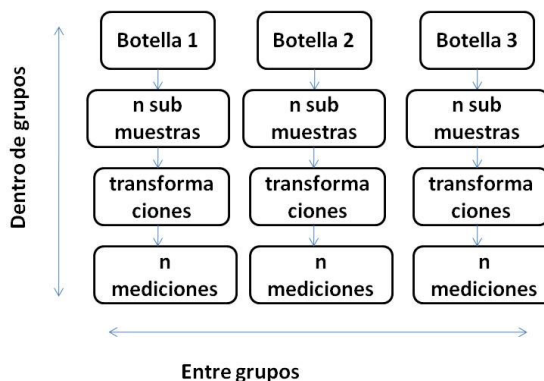 Botella 1
Botella 2
Botella 3
n sub
muestras
n sub
muestras
n sub
muestras
transforma
ciones
transforma
ciones
transforma
ciones
n
mediciones
n
mediciones
n
mediciones
Dentro de grupos
Entre grupos